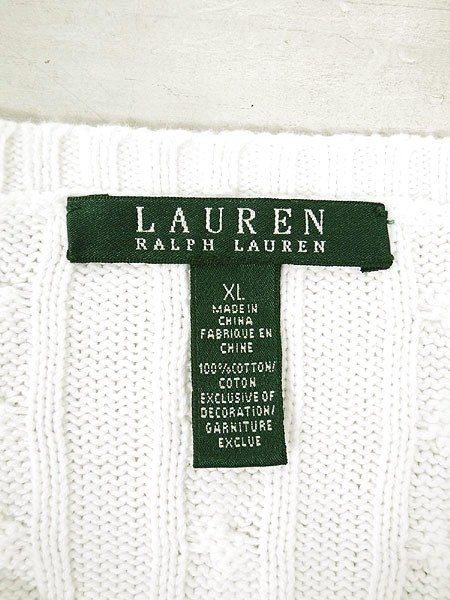 LAUREN
RALPH LAUREN
XL
MADE IN
CHINA
FABRIQUE EN
CHINE
100%COTTON/
COTON
EXCLUSIVE OF
DECORATION/
GARNITURE
EXCLUE